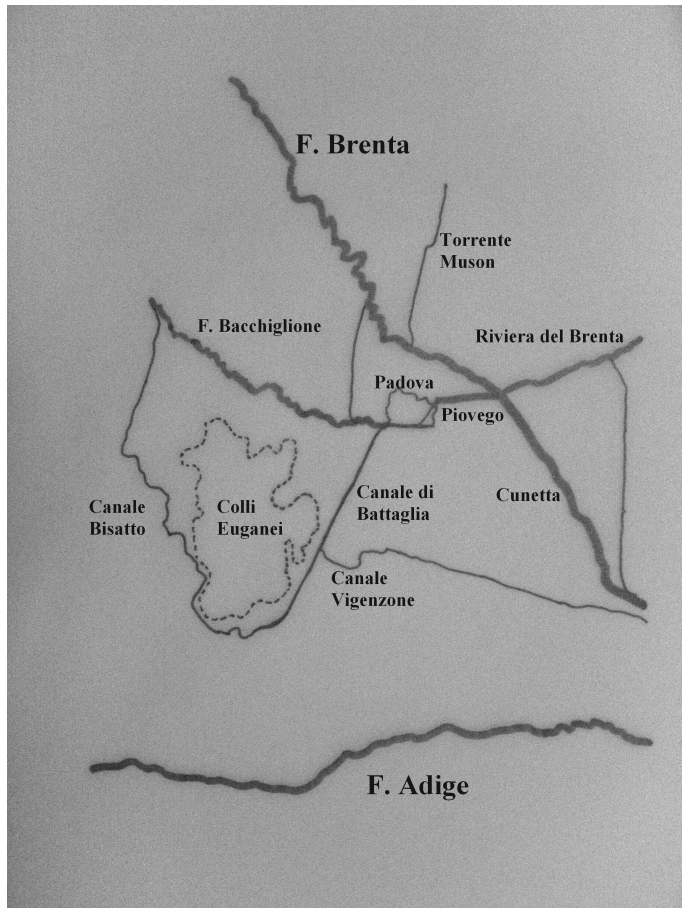 F. Brenta
Torrente
Muson
F. Bacchiglione
Riviera del Brenta
Padova
Piovego
Canale
Bisatto
Colli
Euganei
Canale di
Battaglia
Cunetta
Canale
Vigenzone
F. Adige